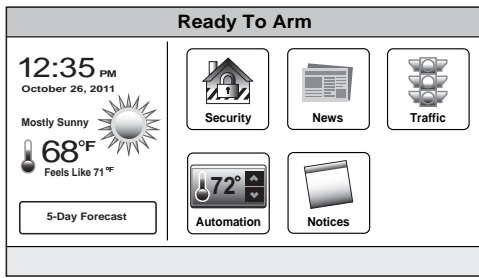 Ready To Arm
12:35 PM
October 26, 2011
Mostly Sunny
68°F
Feels Like 71°F
5-Day Forecast
Security
News
Traffic
72°
Automation
Notices